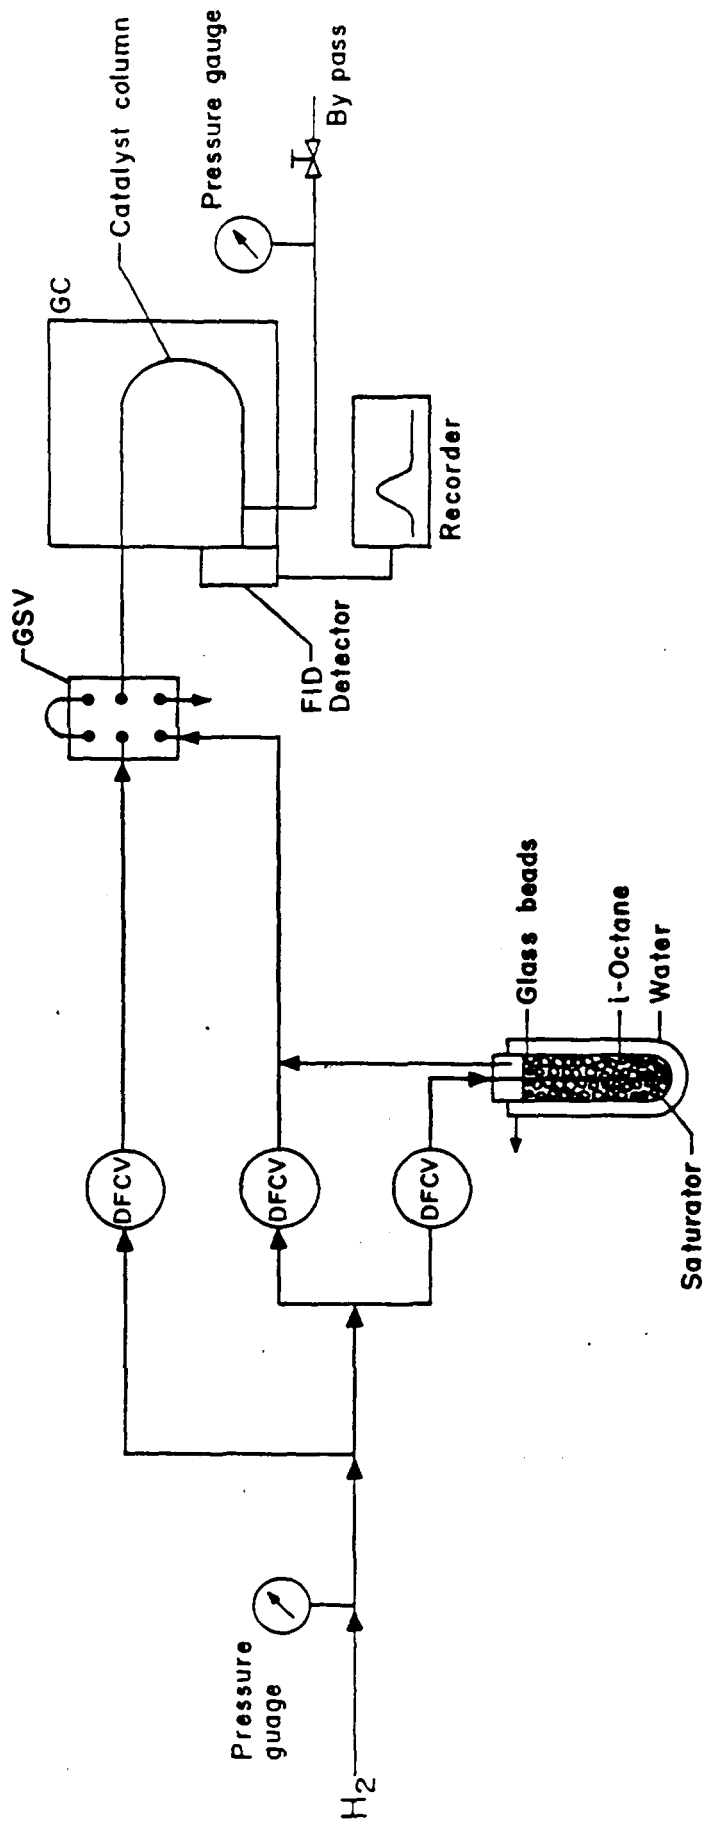 H2
Pressure
guage
DFCV
DFCV
DFCV
Saturator
Glass beads
i-Octane
Water
GSV
FID
Detector
GC
Catalyst column
Recorder
Pressure gauge
By pass